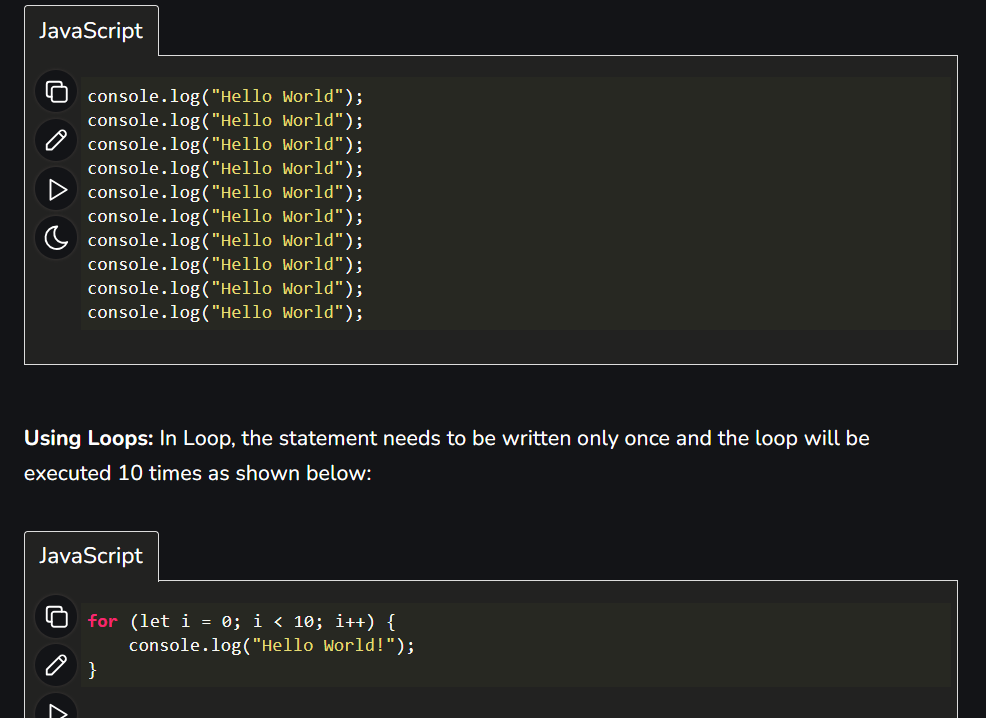 JavaScript
console.log("Hello World");
console.log("Hello World");
console.log("Hello World");
console.log("Hello World");
console.log("Hello World");
console.log("Hello World");
console.log("Hello World");
console.log("Hello World");
console.log("Hello World");
console.log("Hello World");
Using Loops: In Loop, the statement needs to be written only once and the loop will be
executed 10 times as shown below:
JavaScript
for (let i = 0; i < 10; i++) {
    console.log("Hello World!");
}